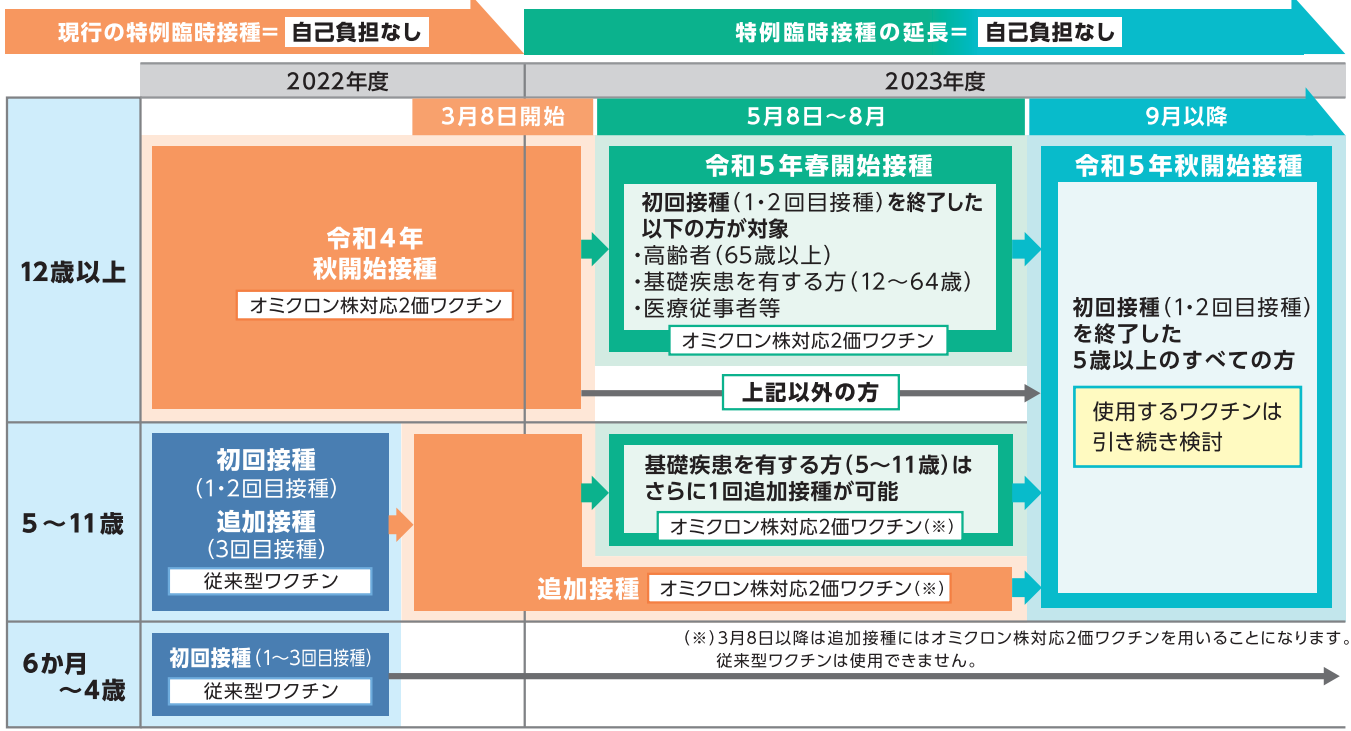 現行の特例臨時接種= 自己負担なし
特例臨時接種の延長= 自己負担なし
2022年度
2023年度
3月8日開始
5月8日～8月
9月以降
12歳以上
令和4年
秋開始接種
オミクロン株対応2価ワクチン
令和5年春開始接種
初回接種(1・2回目接種)を終了した
以下の方が対象
・高齢者(65歳以上)
・基礎疾患を有する方(12～64歳)
・医療従事者等
オミクロン株対応2価ワクチン
上記以外の方
令和5年秋開始接種
初回接種(1・2回目接種)
を終了した
5歳以上のすべての方
使用するワクチンは
引き続き検討
5～11歳
初回接種
(1・2回目接種)
追加接種
(3回目接種)
従来型ワクチン
基礎疾患を有する方(5～11歳)は
さらに1回追加接種が可能
オミクロン株対応2価ワクチン(※)
追加接種 オミクロン株対応2価ワクチン(※)
6か月
～4歳
初回接種(1～3回目接種)
従来型ワクチン
(※)3月8日以降は追加接種にはオミクロン株対応2価ワクチンを用いることになります。
従来型ワクチンは使用できません。